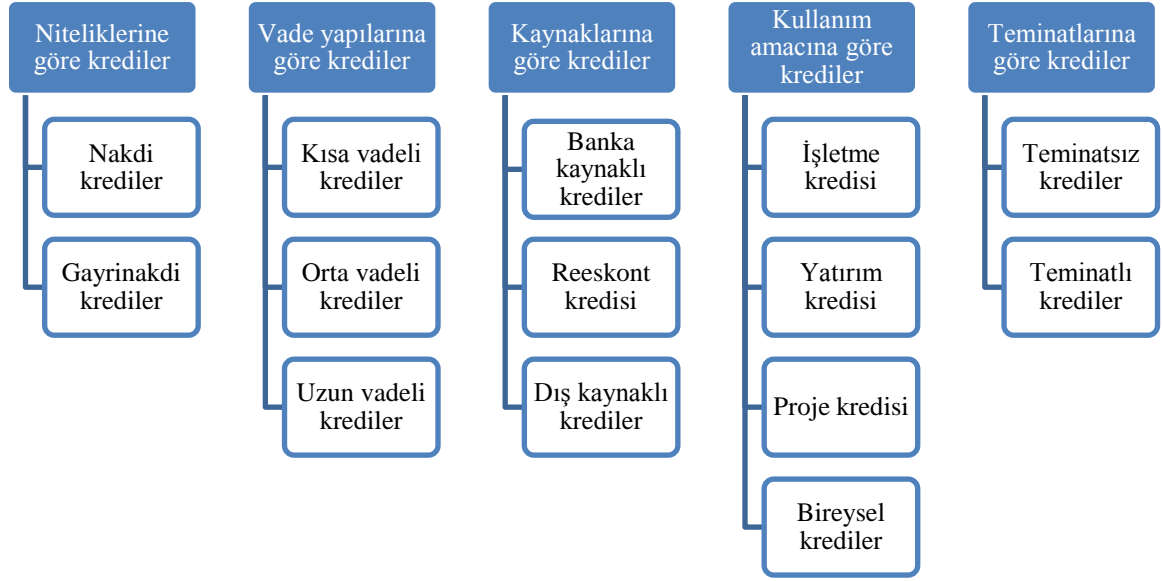 Niteliklerine
göre krediler
Nakdi
krediler
Gayrinakdi
krediler
Vade yapılarına
göre krediler
Kısa vadeli
krediler
Orta vadeli
krediler
Uzun vadeli
krediler
Kaynaklarına
göre krediler
Banka
kaynaklı
krediler
Reeskont
kredisi
Dış kaynaklı
krediler
Kullanım
amacına göre
krediler
İşletme
kredisi
Yatırım
kredisi
Proje kredisi
Bireysel
krediler
Teminatlarına
göre krediler
Teminatsız
krediler
Teminatlı
krediler